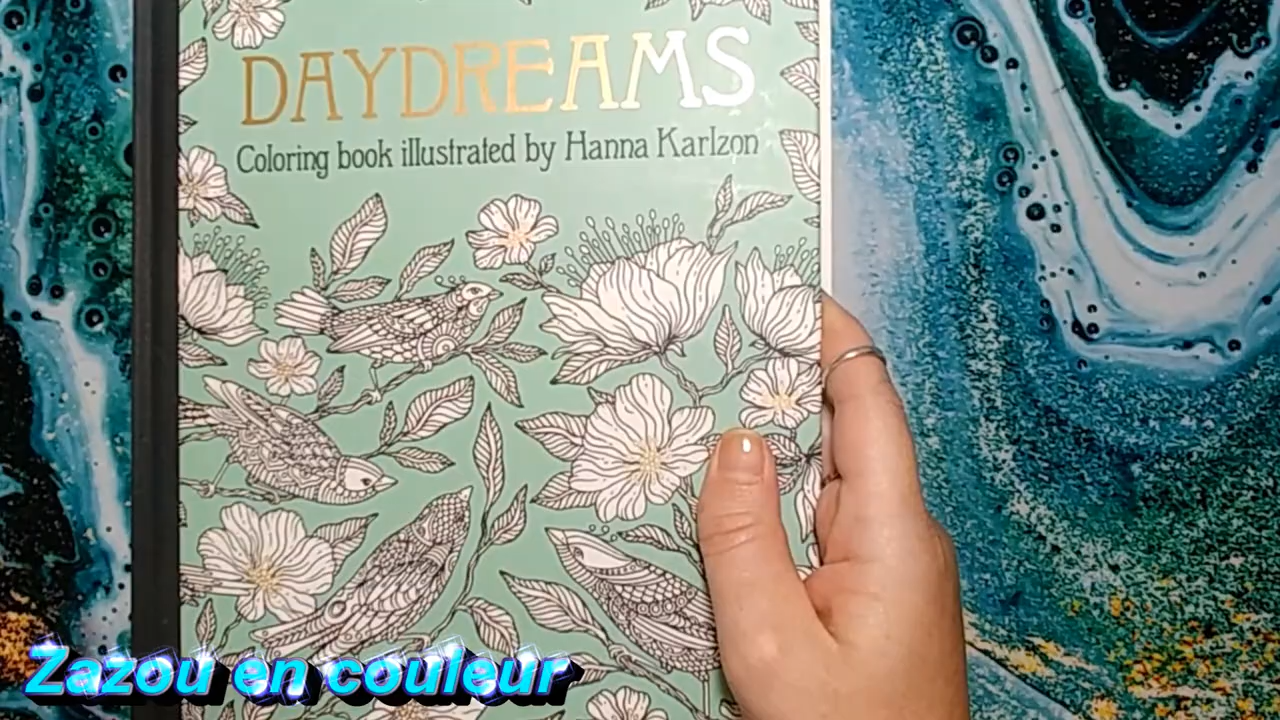 DAYDREAMS
Coloring book illustrated by Hanna Karlzon
Zazou en couleur